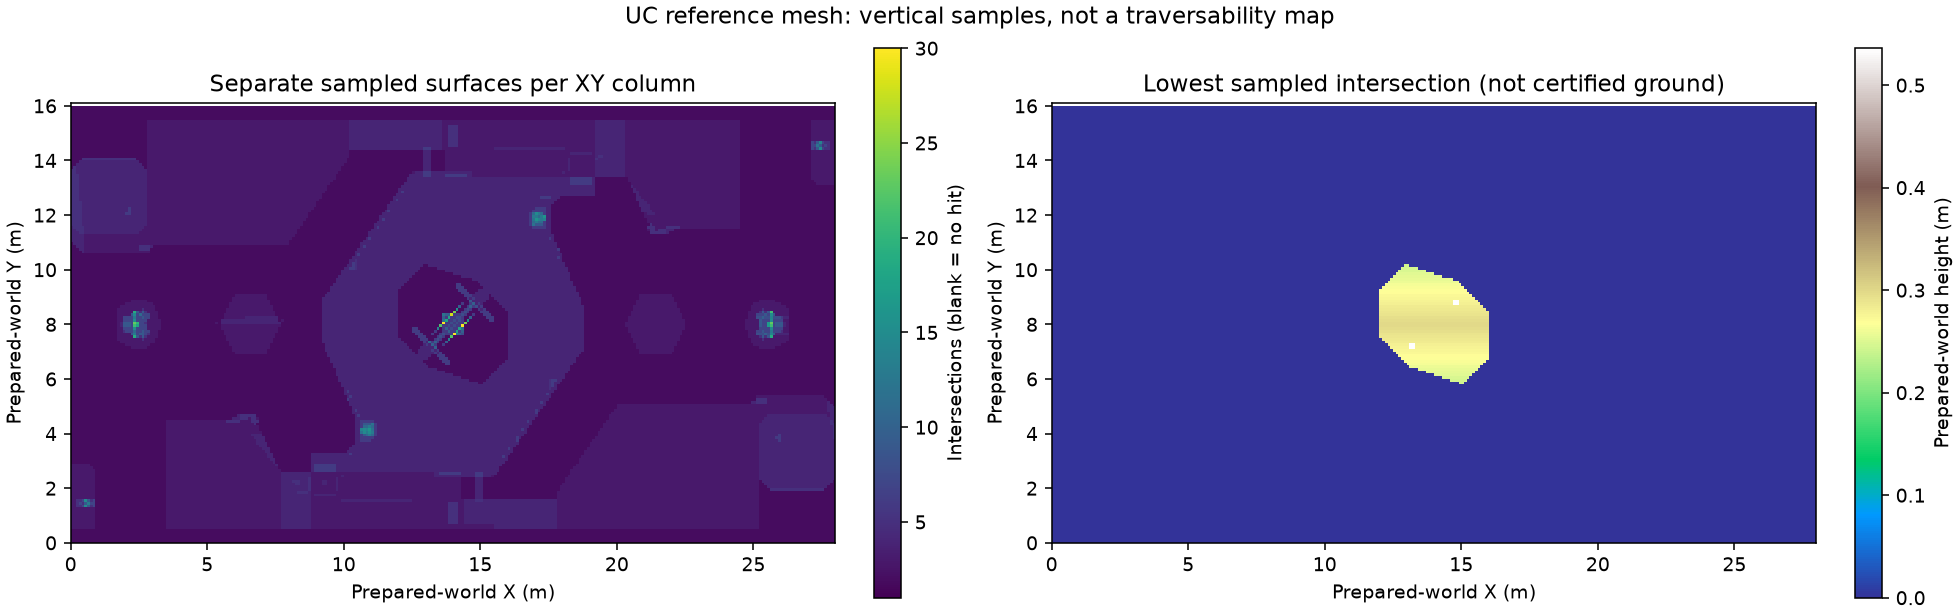 UC reference mesh: vertical samples, not a traversability map
Separate sampled surfaces per XY column
16
14
12
10
8
6
4
2
0
Prepared-world Y (m)
0 5 10 15 20 25
Prepared-world X (m)
30
25
20
15
10
5
Intersections (blank = no hit)
Lowest sampled intersection (not certified ground)
16
14
12
10
8
6
4
2
0
Prepared-world Y (m)
0 5 10 15 20 25
Prepared-world X (m)
0.5
0.4
0.3
0.2
0.1
0.0
Prepared-world height (m)